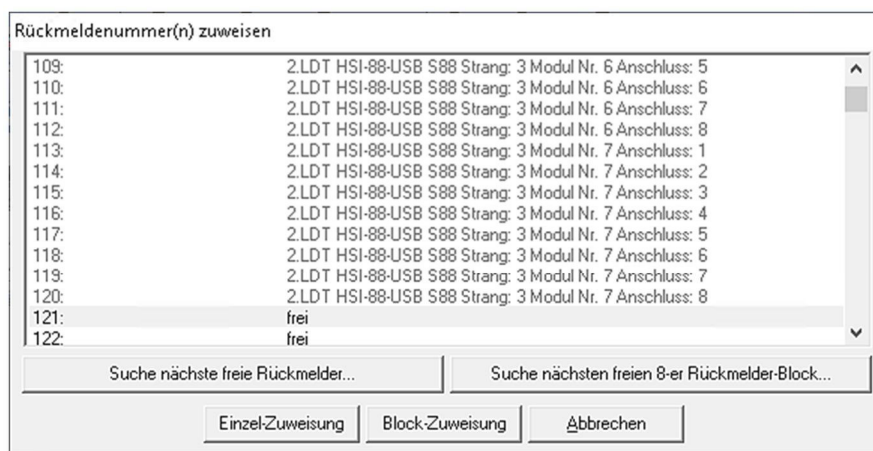 Rückmeldenummer(n) zuweisen
109: 2.LDT HSI-88-USB S88 Strang: 3 Modul Nr. 6 Anschluss: 5
110: 2.LDT HSI-88-USB S88 Strang: 3 Modul Nr. 6 Anschluss: 6
111: 2.LDT HSI-88-USB S88 Strang: 3 Modul Nr. 6 Anschluss: 7
112: 2.LDT HSI-88-USB S88 Strang: 3 Modul Nr. 6 Anschluss: 8
113: 2.LDT HSI-88-USB S88 Strang: 3 Modul Nr. 7 Anschluss: 1
114: 2.LDT HSI-88-USB S88 Strang: 3 Modul Nr. 7 Anschluss: 2
115: 2.LDT HSI-88-USB S88 Strang: 3 Modul Nr. 7 Anschluss: 3
116: 2.LDT HSI-88-USB S88 Strang: 3 Modul Nr. 7 Anschluss: 4
117: 2.LDT HSI-88-USB S88 Strang: 3 Modul Nr. 7 Anschluss: 5
118: 2.LDT HSI-88-USB S88 Strang: 3 Modul Nr. 7 Anschluss: 6
119: 2.LDT HSI-88-USB S88 Strang: 3 Modul Nr. 7 Anschluss: 7
120: 2.LDT HSI-88-USB S88 Strang: 3 Modul Nr. 7 Anschluss: 8
121: frei
122: frei
Suche nächste freie Rückmelder... Suche nächsten freien 8-er Rückmelder-Block...
Einzel-Zuweisung Block-Zuweisung Abbrechen